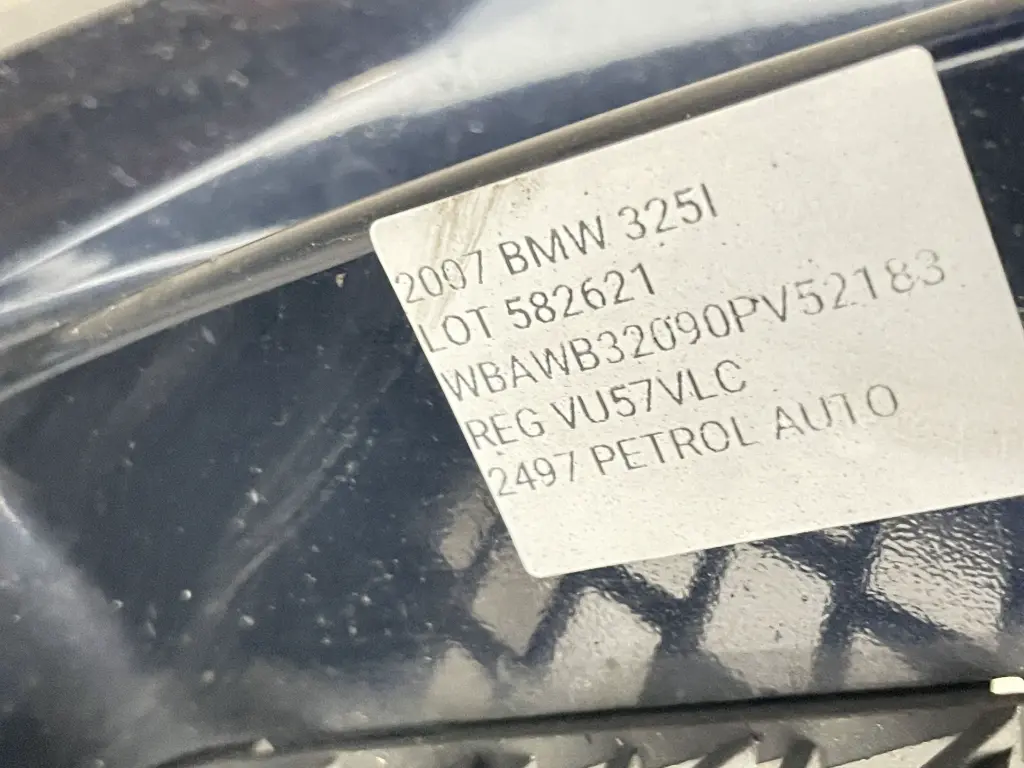 2007 BMW 325I
LOT 582621
WBAWB32090PV52183
REG VU57VLC
2497 PETROL AUTO